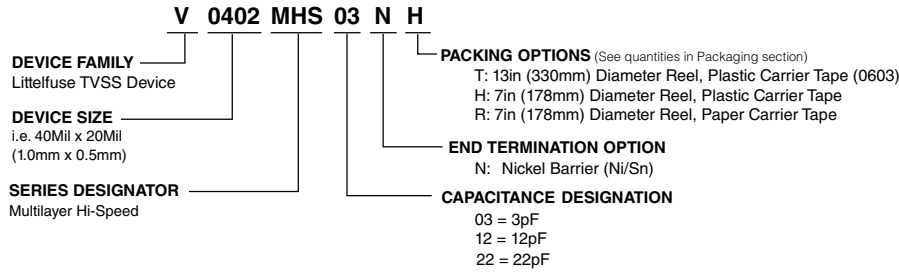 V 0402 MHS 03 N H
DEVICE FAMILY
Littelfuse TVSS Device
DEVICE SIZE
i.e. 40Mil x 20Mil
(1.0mm x 0.5mm)
SERIES DESIGNATOR
Multilayer Hi-Speed
PACKING OPTIONS (See quantities in Packaging section)
T: 13in (330mm) Diameter Reel, Plastic Carrier Tape (0603)
H: 7in (178mm) Diameter Reel, Plastic Carrier Tape
R: 7in (178mm) Diameter Reel, Paper Carrier Tape
END TERMINATION OPTION
N: Nickel Barrier (Ni/Sn)
CAPACITANCE DESIGNATION
03 = 3pF
12 = 12pF
22 = 22pF